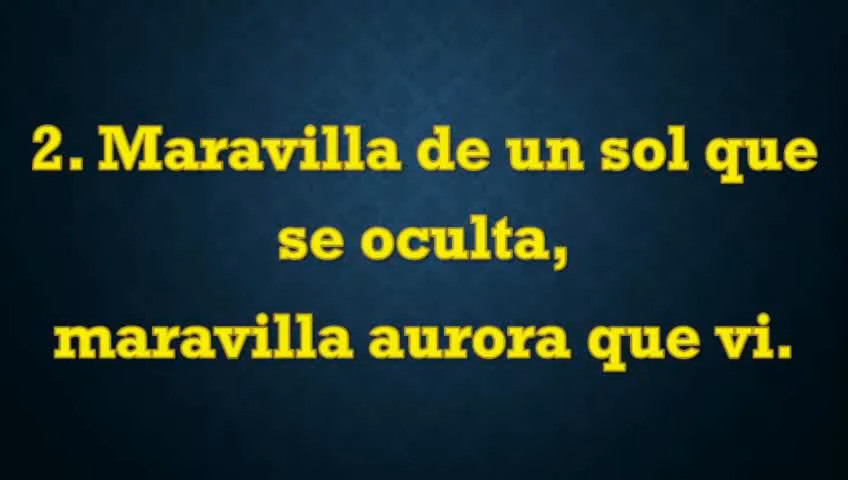 2. Maravilla de un sol que
se oculta,
maravilla aurora que vi.